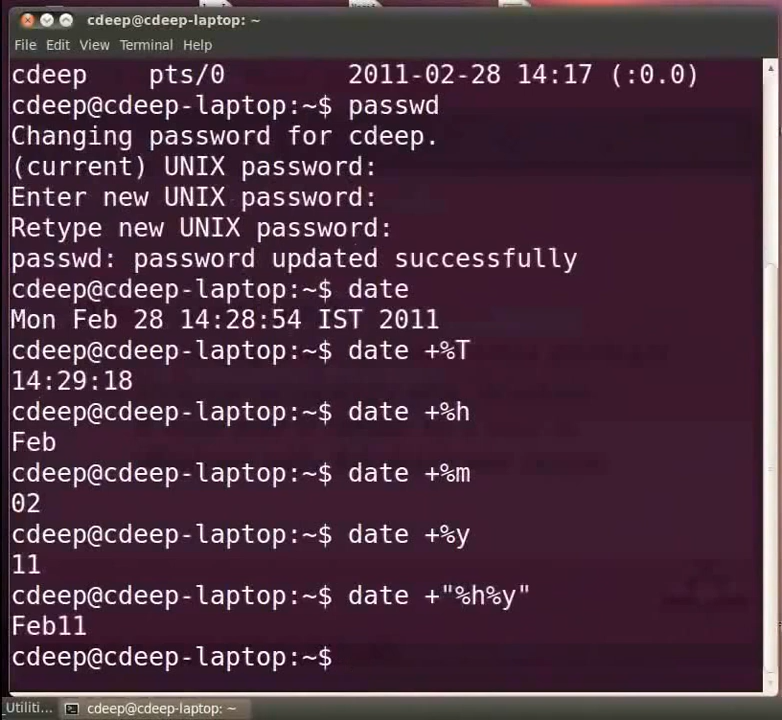 cdeep@cdeep-laptop: ~
File Edit View Terminal Help
cdeep    pts/0        2011-02-28 14:17 (:0.0)
cdeep@cdeep-laptop:~$ passwd
Changing password for cdeep.
(current) UNIX password:
Enter new UNIX password:
Retype new UNIX password:
passwd: password updated successfully
cdeep@cdeep-laptop:~$ date
Mon Feb 28 14:28:54 IST 2011
cdeep@cdeep-laptop:~$ date +%T
14:29:18
cdeep@cdeep-laptop:~$ date +%h
Feb
cdeep@cdeep-laptop:~$ date +%m
02
cdeep@cdeep-laptop:~$ date +%y
11
cdeep@cdeep-laptop:~$ date +"%h%y"
Feb11
cdeep@cdeep-laptop:~$
_Utiliti... cdeep@cdeep-laptop: ~